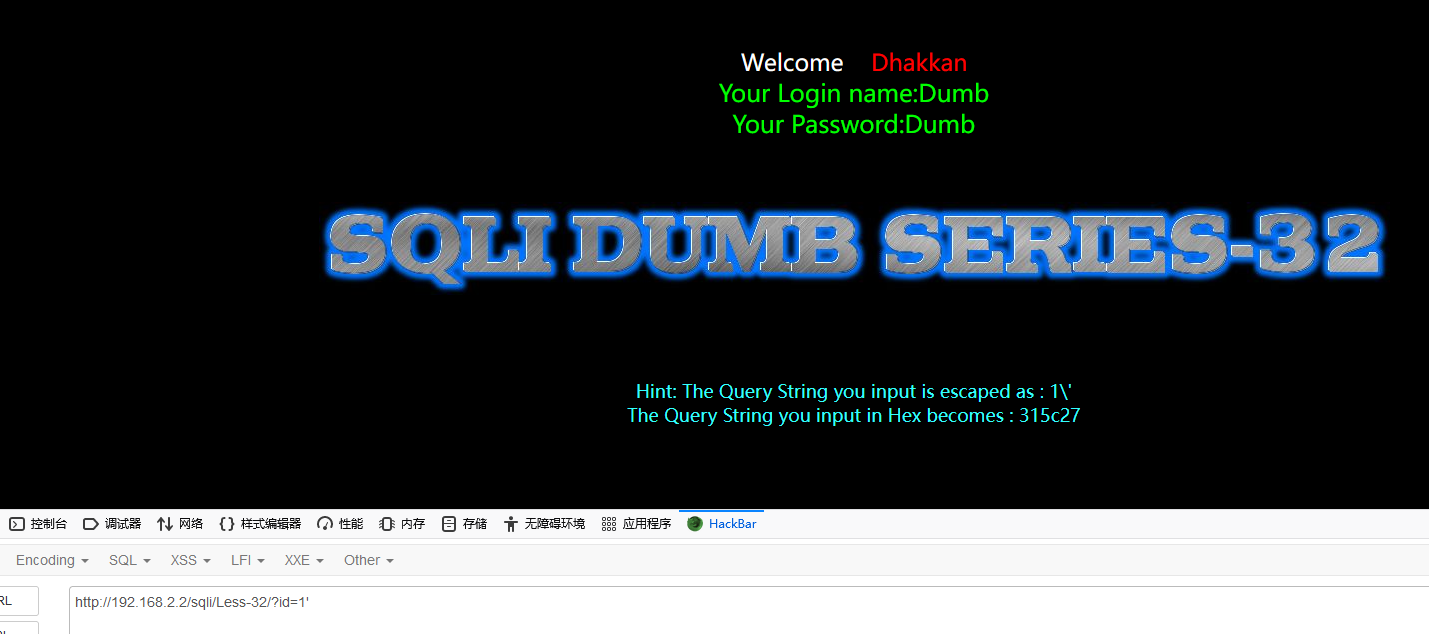 Welcome Dhakkan
Your Login name:Dumb
Your Password:Dumb
SQLI DUMB SERIES-32
Hint: The Query String you input is escaped as : 1\'
The Query String you input in Hex becomes : 315c27
控制台 调试器 网络 样式编辑器 性能 内存 存储 无障碍环境 应用程序 HackBar
Encoding SQL XSS LFI XXE Other
RL
http://192.168.2.2/sqli/Less-32/?id=1'